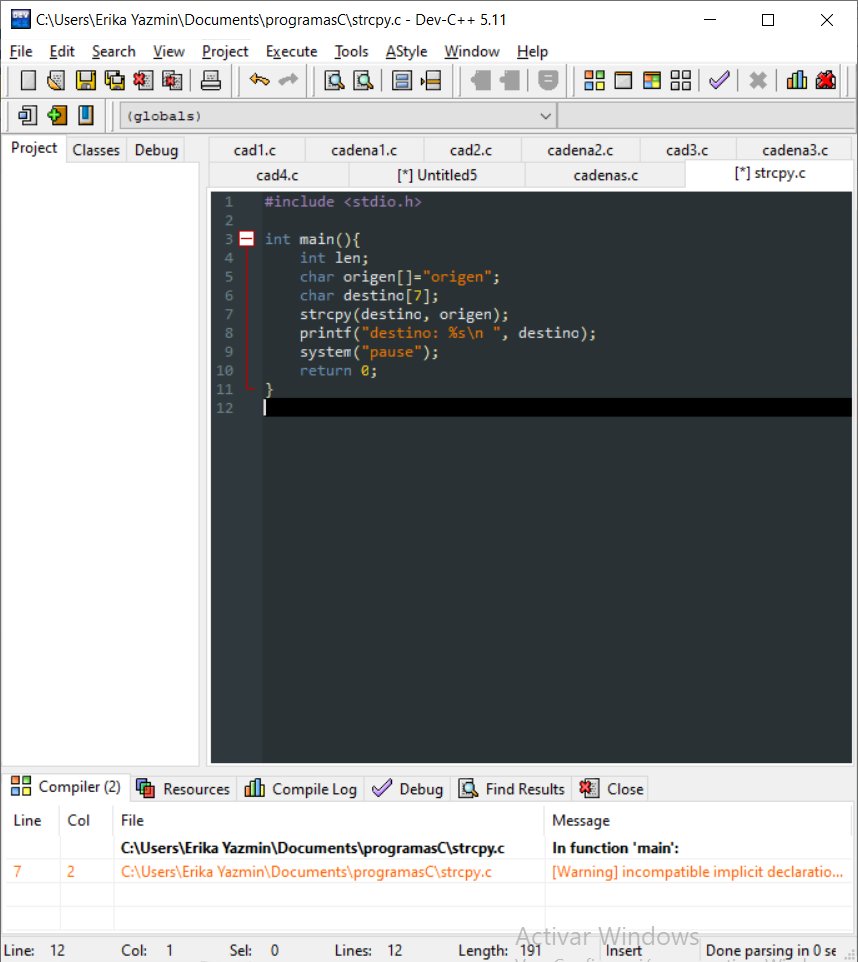 C:\Users\Erika Yazmin\Documents\programasC\strcpy.c - Dev-C++ 5.11
File Edit Search View Project Execute Tools AStyle Window Help
(globals)
Project Classes Debug
cad1.c cadena1.c cad2.c cadena2.c cad3.c cadena3.c
cad4.c [*] Untitled5 cadenas.c [*] strcpy.c
1 #include <stdio.h>
2
3 int main(){
4 int len;
5 char origen[]="origen";
6 char destino[7];
7 strcpy(destino, origen);
8 printf("destino: %s\n ", destino);
9 system("pause");
10 return 0;
11 }
12
Compiler (2) Resources Compile Log Debug Find Results Close
Line Col File Message
C:\Users\Erika Yazmin\Documents\programasC\strcpy.c In function 'main':
7 2 C:\Users\Erika Yazmin\Documents\programasC\strcpy.c [Warning] incompatible implicit declaratio...
Activar Windows
Line: 12 Col: 1 Sel: 0 Lines: 12 Length: 191 Insert Done parsing in 0 se